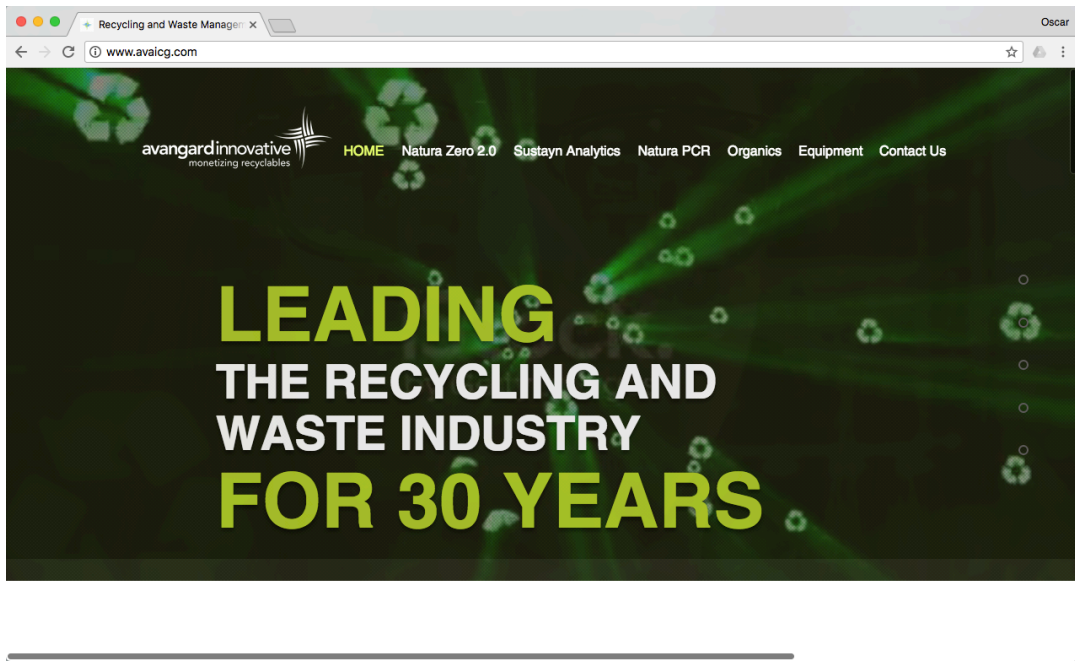 Recycling and Waste Managem
Oscar
www.avaicg.com
avangardinnovative
monetizing recyclables
HOME Natura Zero 2.0 Sustayn Analytics Natura PCR Organics Equipment Contact Us
LEADING
THE RECYCLING AND
WASTE INDUSTRY
FOR 30 YEARS